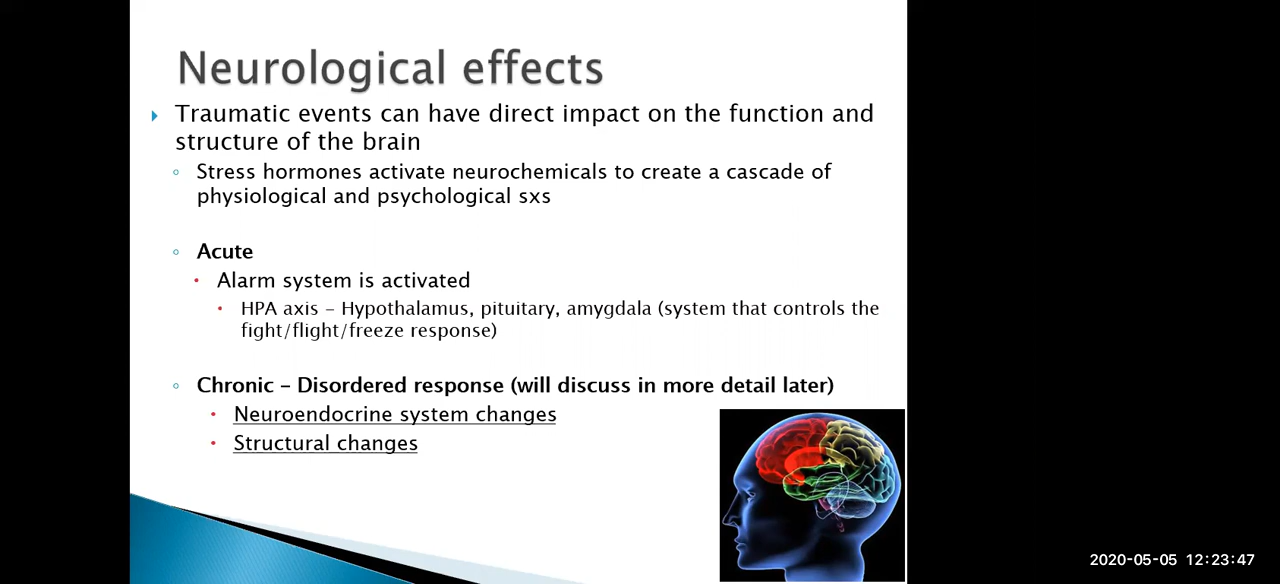 Neurological effects
Traumatic events can have direct impact on the function and
structure of the brain
Stress hormones activate neurochemicals to create a cascade of
physiological and psychological sxs
Acute
Alarm system is activated
HPA axis – Hypothalamus, pituitary, amygdala (system that controls the
fight/flight/freeze response)
Chronic – Disordered response (will discuss in more detail later)
Neuroendocrine system changes
Structural changes
2020-05-05 12:23:47